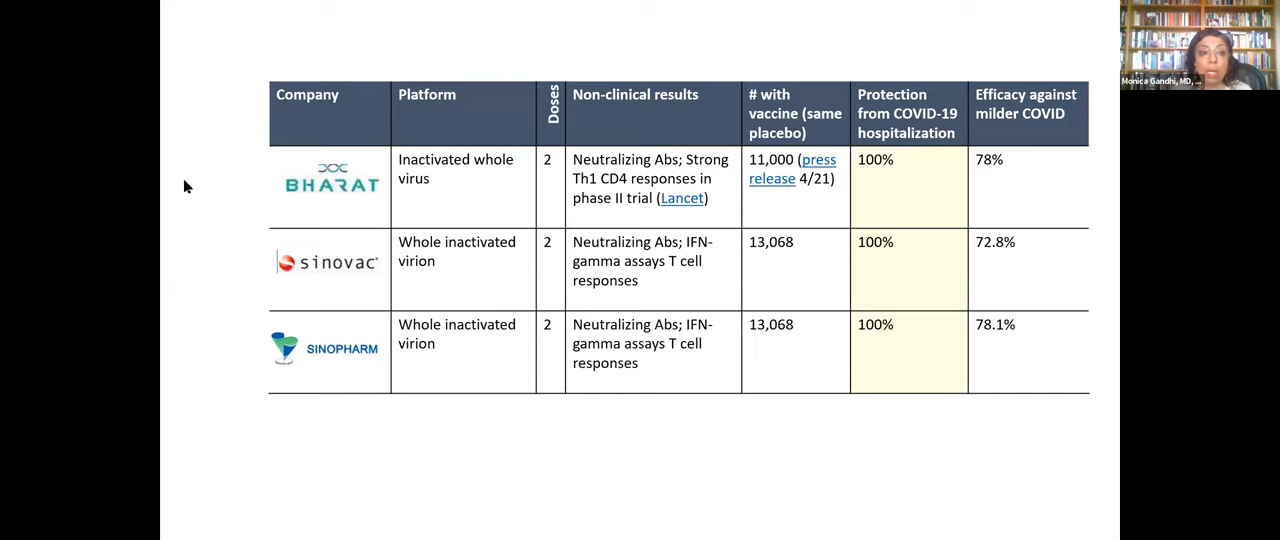 Monica Gandhi, MD, ...
Company
Platform
Doses
Non-clinical results
# with
vaccine (same
placebo)
Protection
from COVID-19
hospitalization
Efficacy against
milder COVID
BHARAT
Inactivated whole
virus
2
Neutralizing Abs; Strong
Th1 CD4 responses in
phase II trial (Lancet)
11,000 (press
release 4/21)
100%
78%
sinovac
Whole inactivated
virion
2
Neutralizing Abs; IFN-
gamma assays T cell
responses
13,068
100%
72.8%
SINOPHARM
Whole inactivated
virion
2
Neutralizing Abs; IFN-
gamma assays T cell
responses
13,068
100%
78.1%